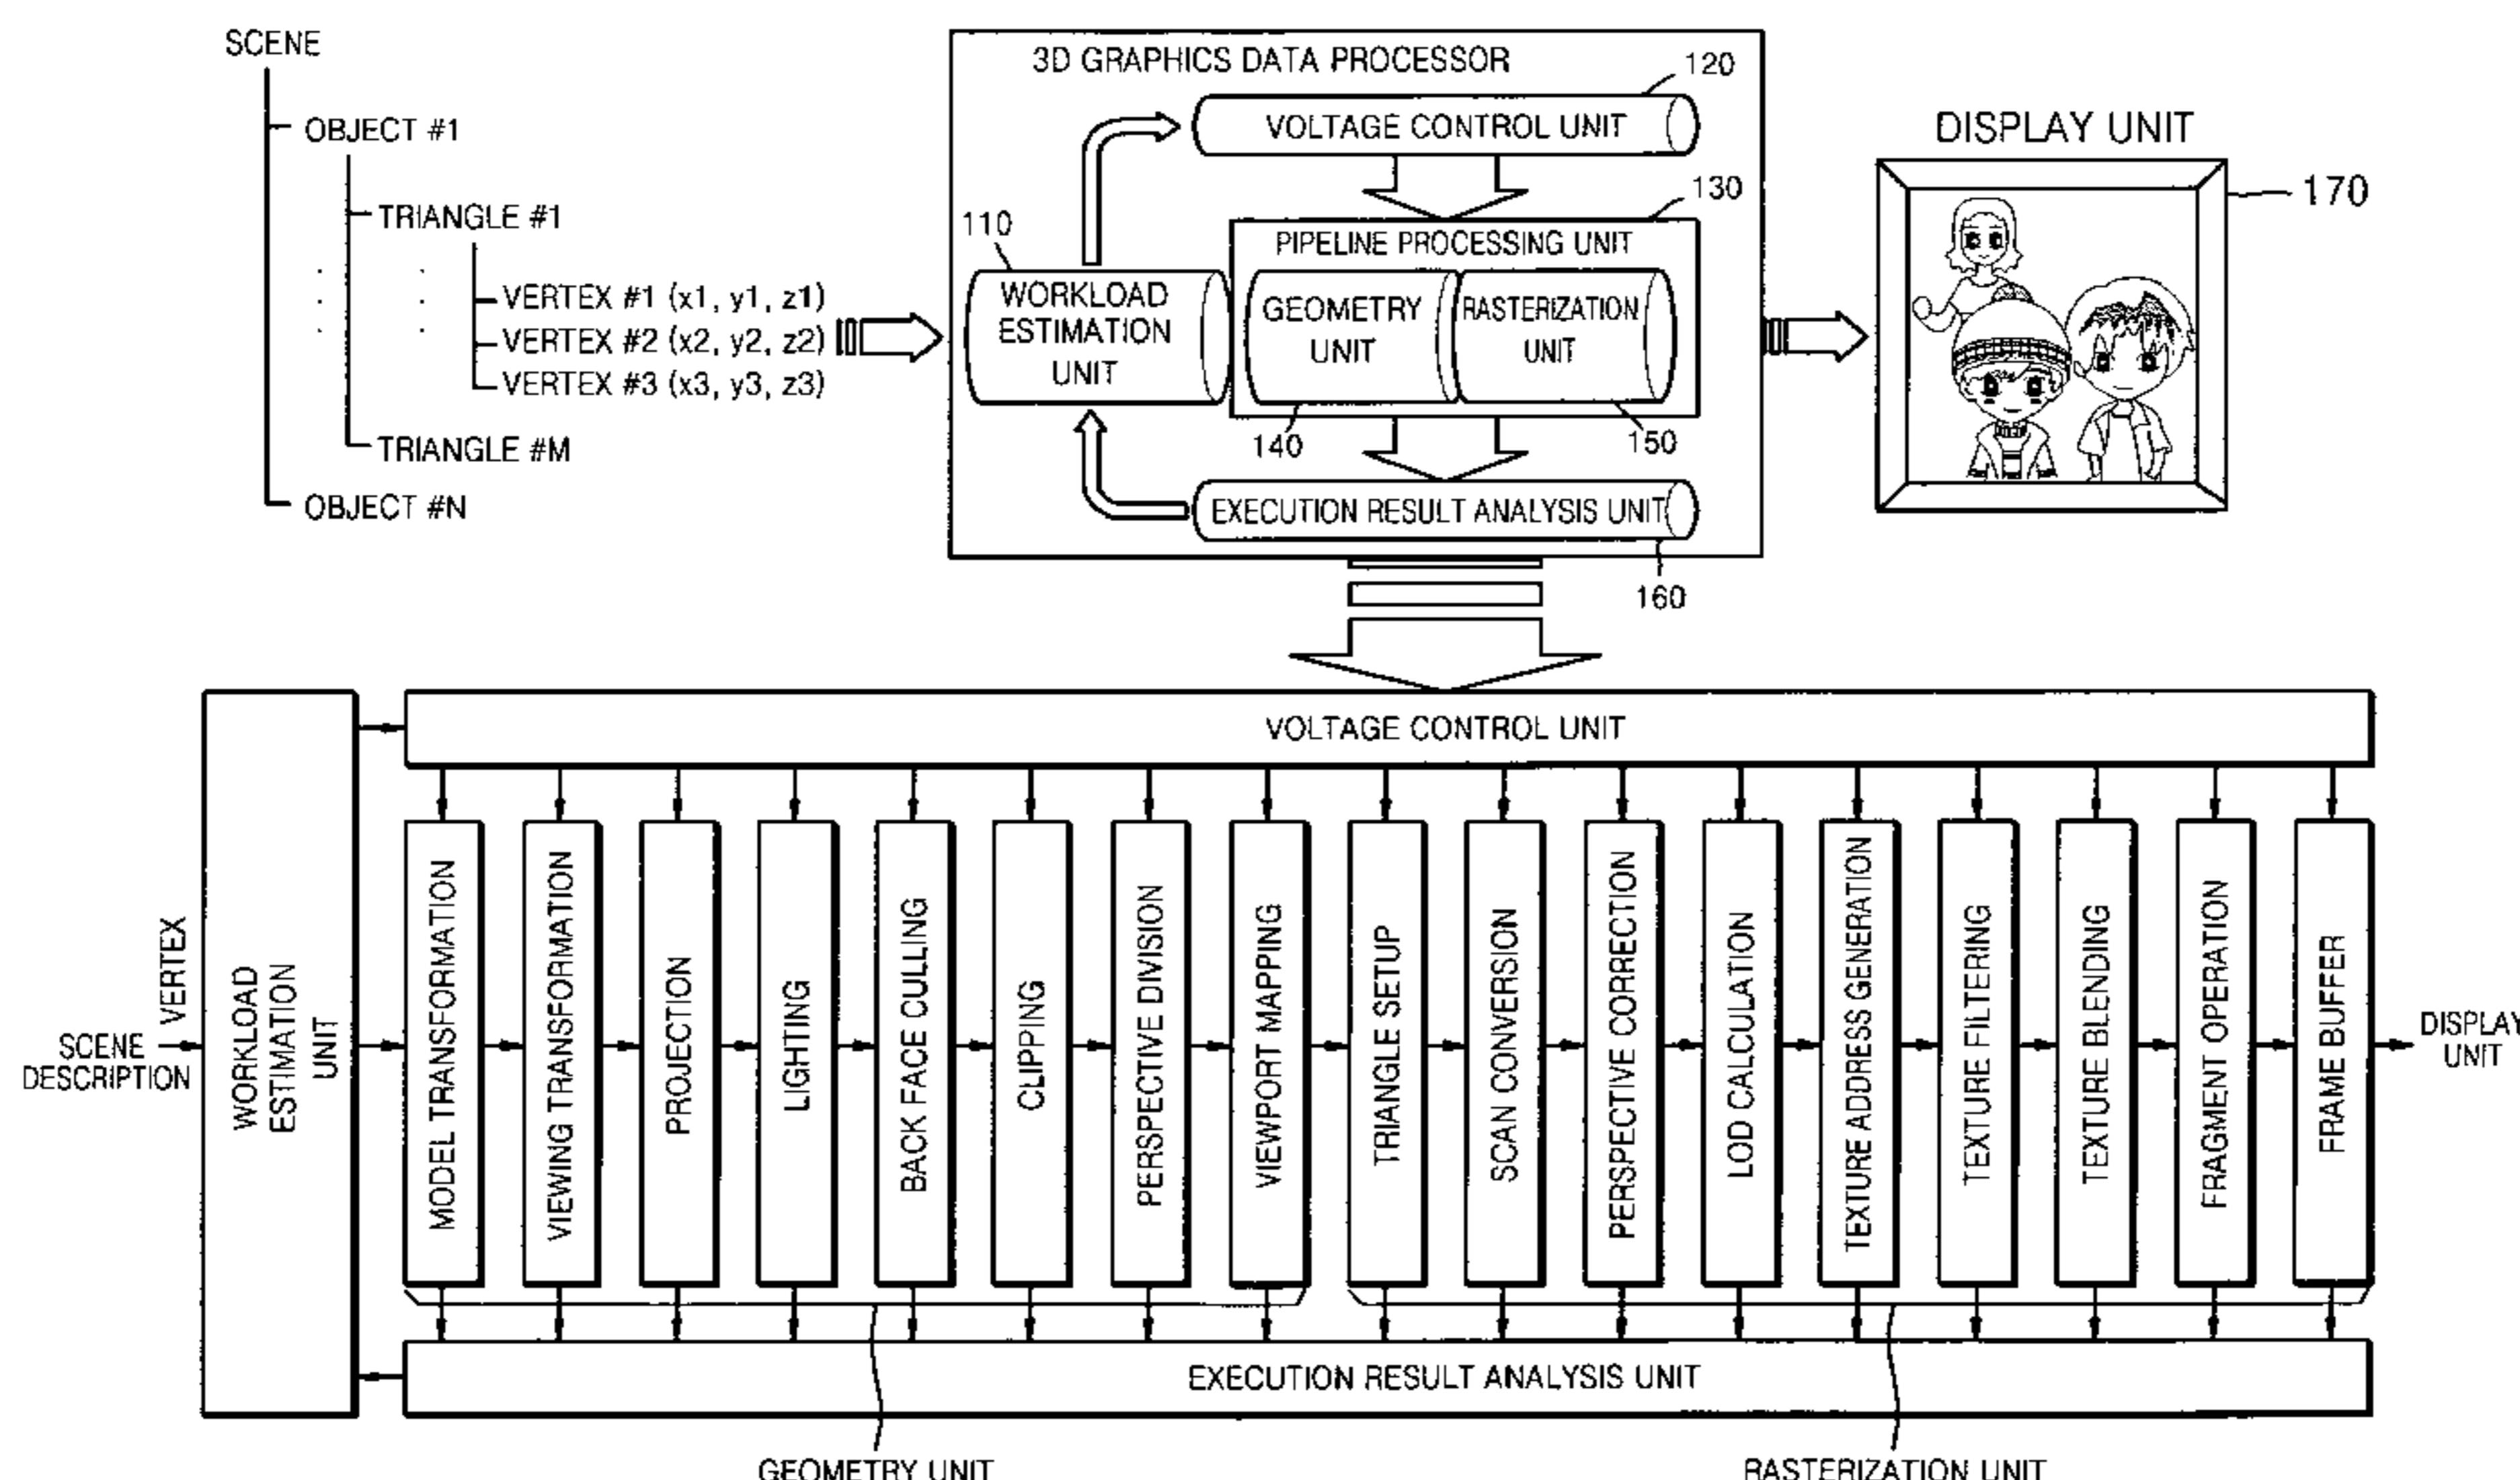 SCENE
OBJECT #1
TRIANGLE #1
VERTEX #1 (x1, y1, z1)
VERTEX #2 (x2, y2, z2)
VERTEX #3 (x3, y3, z3)
TRIANGLE #M
OBJECT #N
3D GRAPHICS DATA PROCESSOR
120
VOLTAGE CONTROL UNIT
130
110
PIPELINE PROCESSING UNIT
WORKLOAD
ESTIMATION
UNIT
GEOMETRY
UNIT
RASTERIZATION
UNIT
140
150
EXECUTION RESULT ANALYSIS UNIT
160
DISPLAY UNIT
170
VOLTAGE CONTROL UNIT
SCENE
DESCRIPTION
VERTEX
WORKLOAD
ESTIMATION
UNIT
MODEL TRANSFORMATION
VIEWING TRANSFORMATION
PROJECTION
LIGHTING
BACK FACE CULLING
CLIPPING
PERSPECTIVE DIVISION
VIEWPORT MAPPING
TRIANGLE SETUP
SCAN CONVERSION
PERSPECTIVE CORRECTION
LOD CALCULATION
TEXTURE ADDRESS GENERATION
TEXTURE FILTERING
TEXTURE BLENDING
FRAGMENT OPERATION
FRAME BUFFER
DISPLAY
UNIT
EXECUTION RESULT ANALYSIS UNIT
GEOMETRY UNIT
RASTERIZATION UNIT